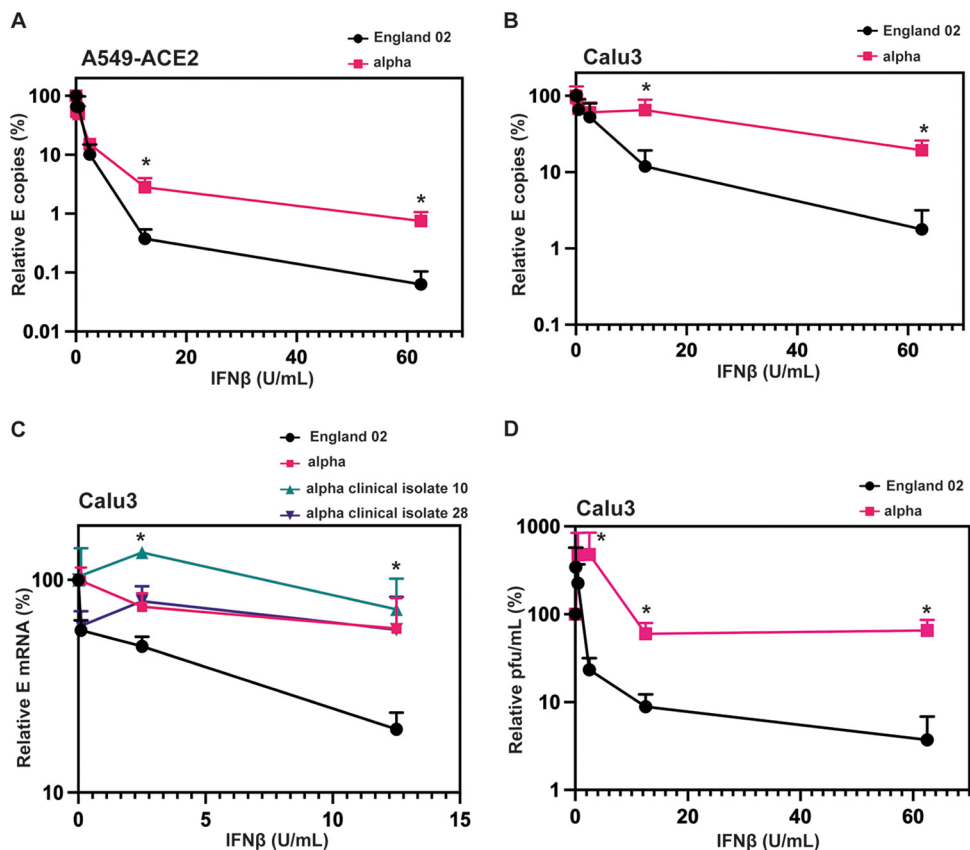 A
A549-ACE2
England 02
alpha
Relative E copies (%)
100
10
1
0.1
0.01
*
*
0
20
40
60
IFNβ (U/mL)
B
Calu3
England 02
alpha
Relative E copies (%)
100
10
1
0.1
*
*
0
20
40
60
IFNβ (U/mL)
C
England 02
alpha
alpha clinical isolate 10
alpha clinical isolate 28
Calu3
Relative E mRNA (%)
100
10
*
*
0
5
10
15
IFNβ (U/mL)
D
England 02
alpha
Calu3
Relative pfu/mL (%)
1000
100
10
1
*
*
*
0
20
40
60
IFNβ (U/mL)